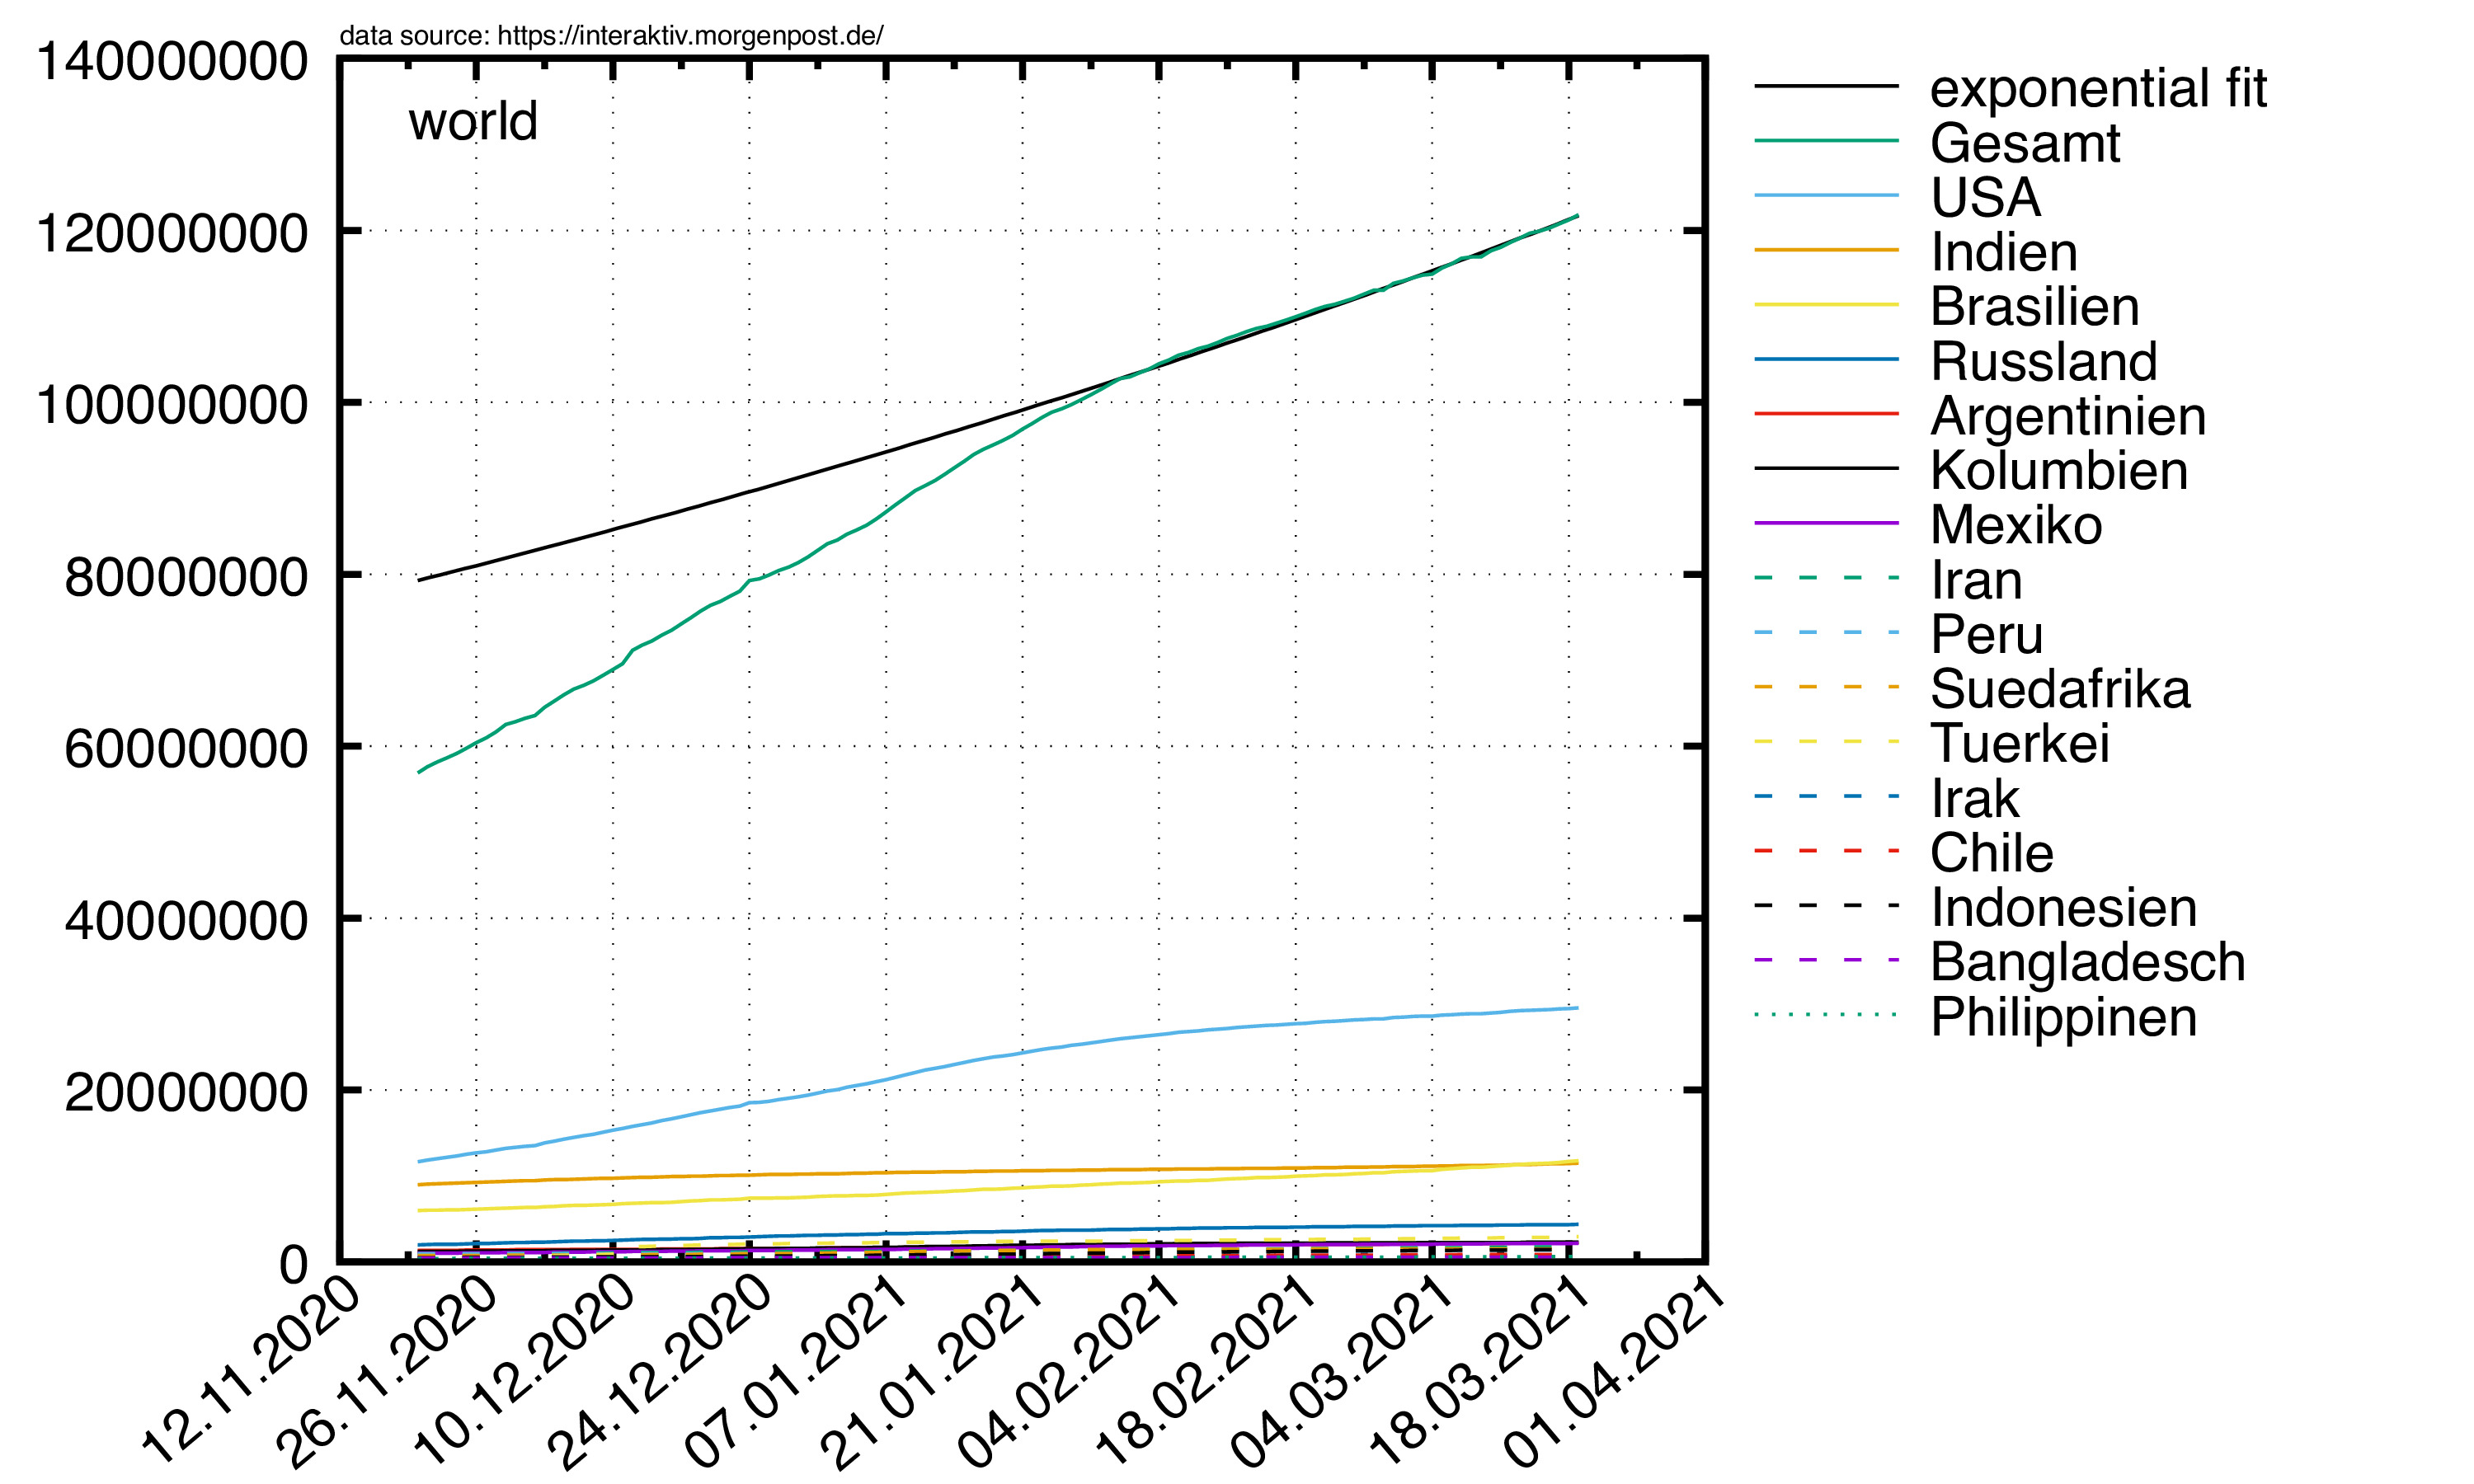 data source: https://interaktiv.morgenpost.de/
world
140000000
120000000
100000000
80000000
60000000
40000000
20000000
0
12.11.2020
26.11.2020
10.12.2020
24.12.2020
07.01.2021
21.01.2021
04.02.2021
18.02.2021
04.03.2021
18.03.2021
01.04.2021
exponential fit
Gesamt
USA
Indien
Brasilien
Russland
Argentinien
Kolumbien
Mexiko
Iran
Peru
Suedafrika
Tuerkei
Irak
Chile
Indonesien
Bangladesch
Philippinen